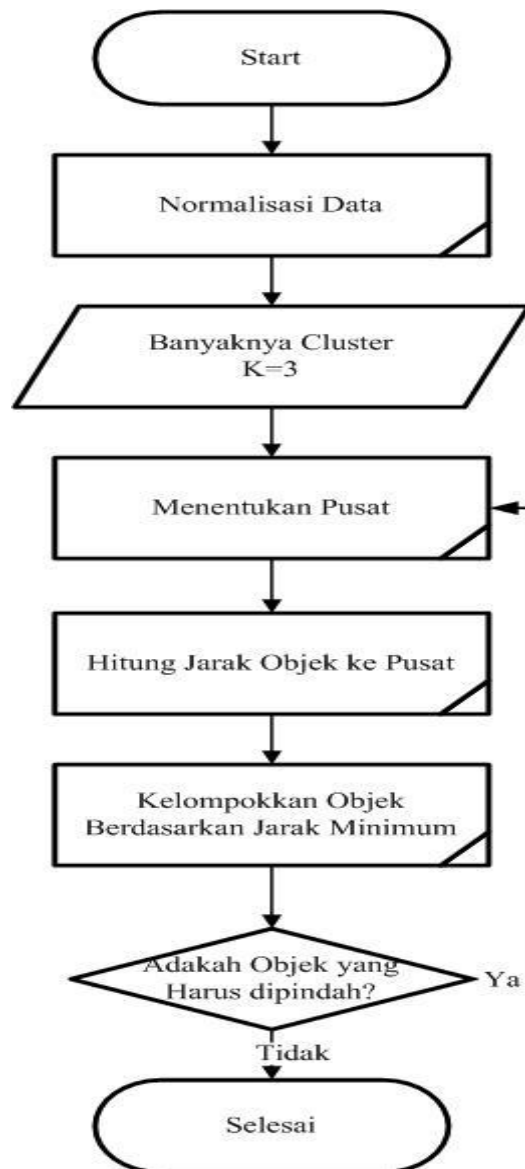 Start
Normalisasi Data
Banyaknya Cluster
K=3
Menentukan Pusat
Hitung Jarak Objek ke Pusat
Kelompokkan Objek
Berdasarkan Jarak Minimum
Adakah Objek yang
Harus dipindah?
Ya
Tidak
Selesai